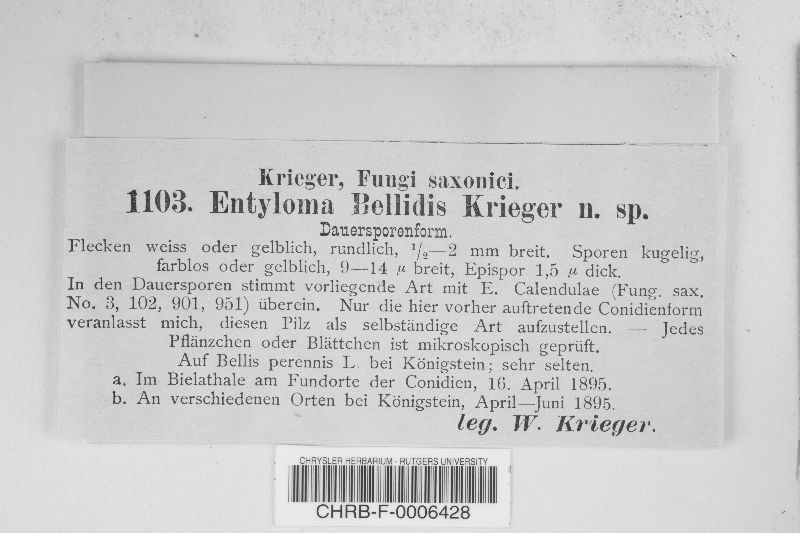 Krieger, Fungi saxonici.
1103. Entyloma Bellidis Krieger n. sp.
Dauersporenform.
Flecken weiss oder gelblich, rundlich, 1/2—2 mm breit. Sporen kugelig,
farblos oder gelblich, 9—14 µ breit, Epispor 1,5 µ dick.
In den Dauersporen stimmt vorliegende Art mit E. Calendulae (Fung. sax.
No. 3, 102, 901, 951) überein. Nur die hier vorher auftretende Conidienform
veranlasst mich, diesen Pilz als selbständige Art aufzustellen. — Jedes
Pflänzchen oder Blättchen ist mikroskopisch geprüft.
Auf Bellis perennis L. bei Königstein; sehr selten.
a. Im Bielathale am Fundorte der Conidien, 16. April 1895.
b. An verschiedenen Orten bei Königstein, April—Juni 1895.
leg. W. Krieger.
CHRYSLER HERBARIUM - RUTGERS UNIVERSITY
CHRB-F-0006428